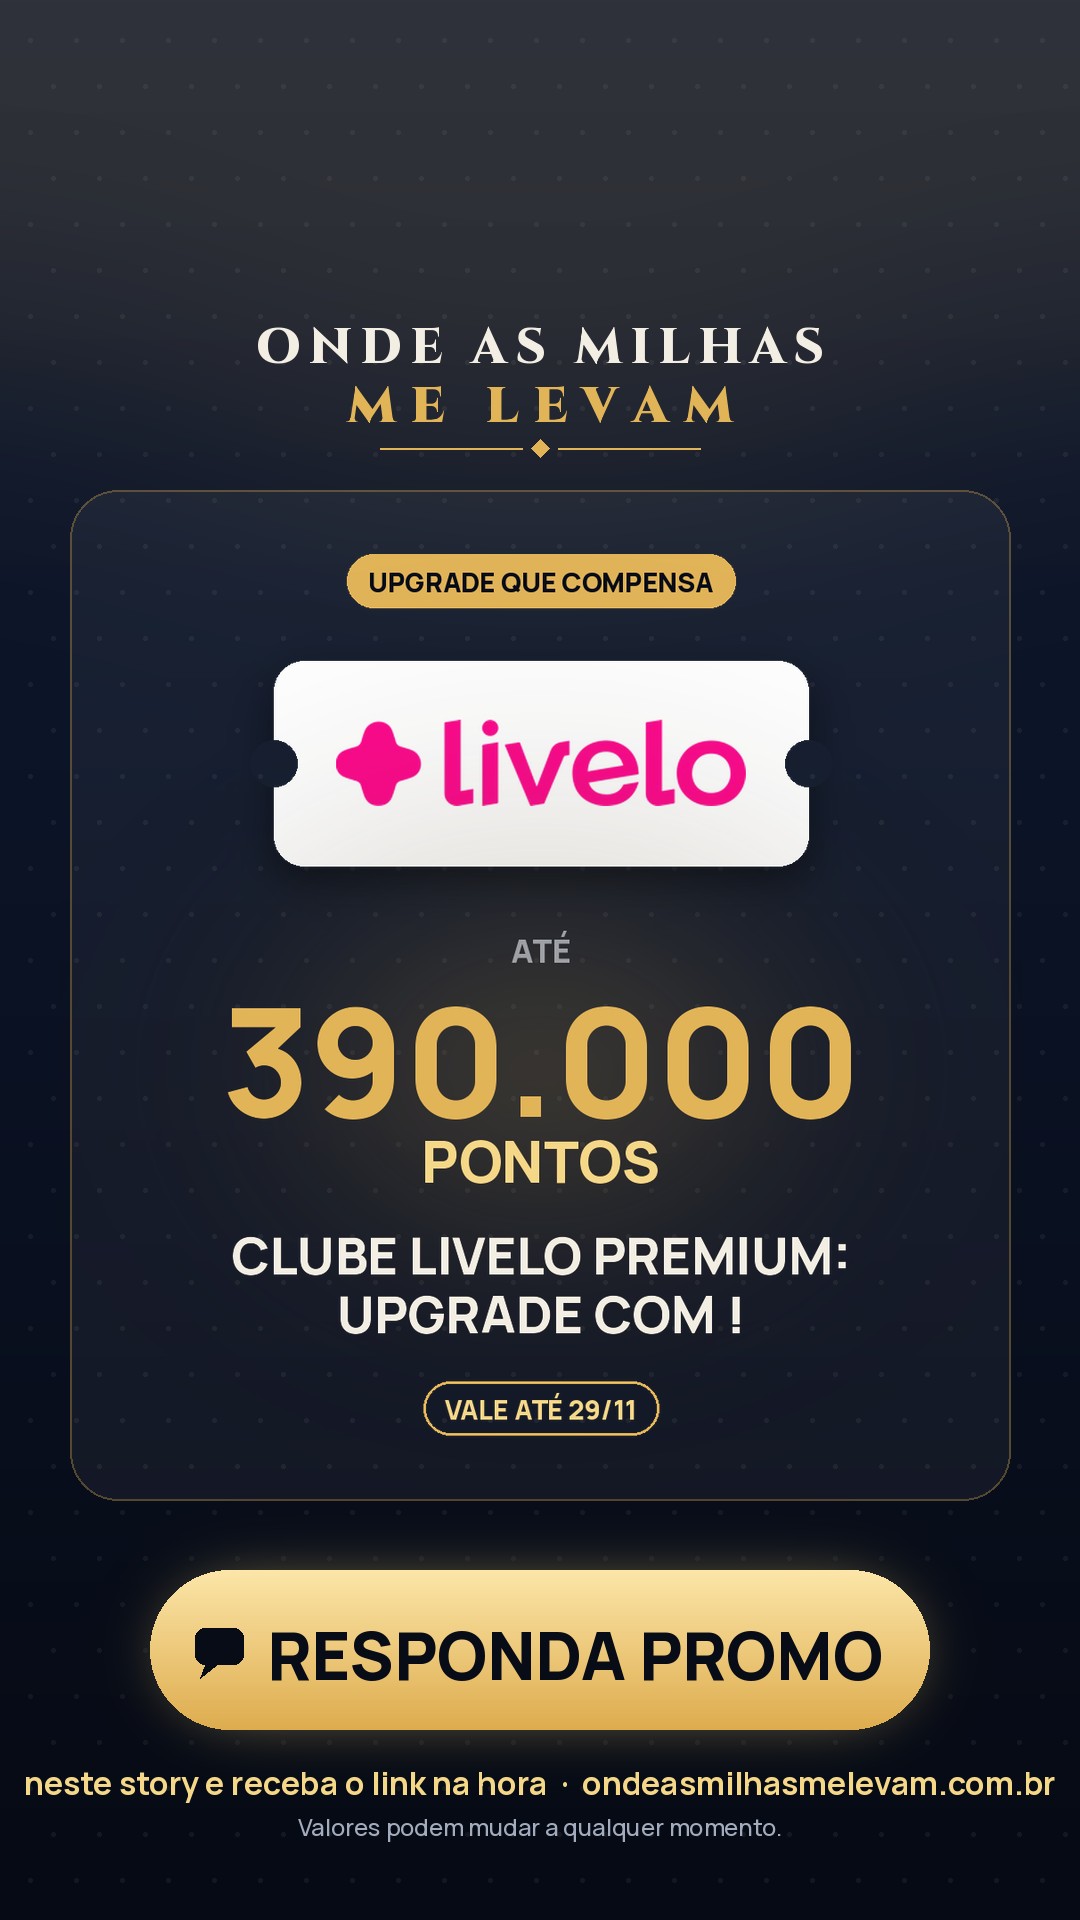 ONDE AS MILHAS
ME LEVAM
UPGRADE QUE COMPENSA
livelo
ATÉ
390.000
PONTOS
CLUBE LIVELO PREMIUM:
UPGRADE COM !
VALE ATÉ 29/11
RESPONDA PROMO
neste story e receba o link na hora · ondeasmilhasmelevam.com.br
Valores podem mudar a qualquer momento.